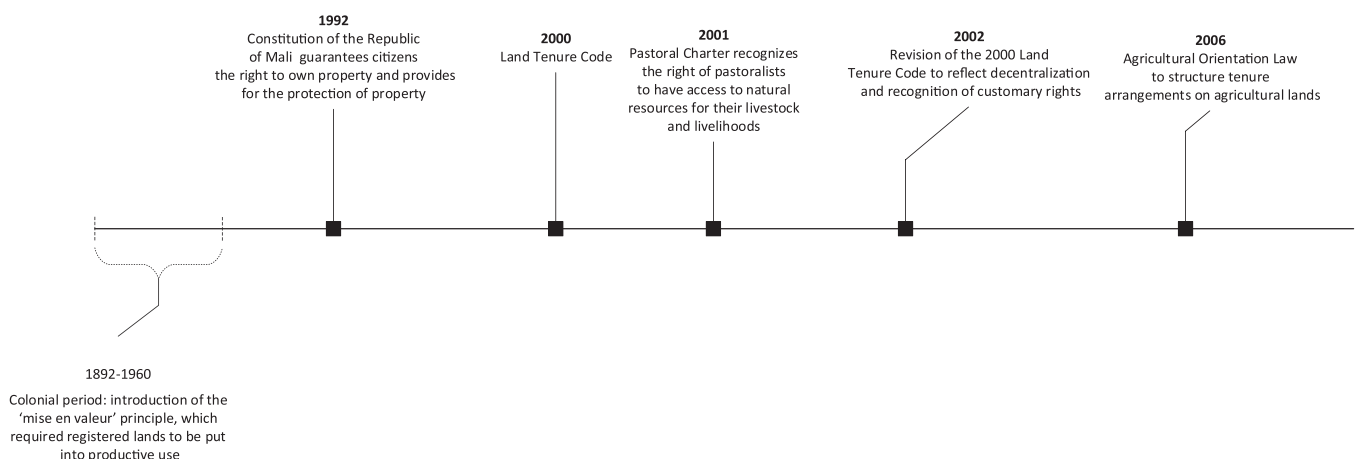 1992
Constitution of the Republic
of Mali guarantees citizens
the right to own property and provides
for the protection of property
2000
Land Tenure Code
2001
Pastoral Charter recognizes
the right of pastoralists
to have access to natural
resources for their livestock
and livelihoods
2002
Revision of the 2000 Land
Tenure Code to reflect decentralization
and recognition of customary rights
2006
Agricultural Orientation Law
to structure tenure
arrangements on agricultural lands
1892-1960
Colonial period: introduction of the
‘mise en valeur’ principle, which
required registered lands to be put
into productive use